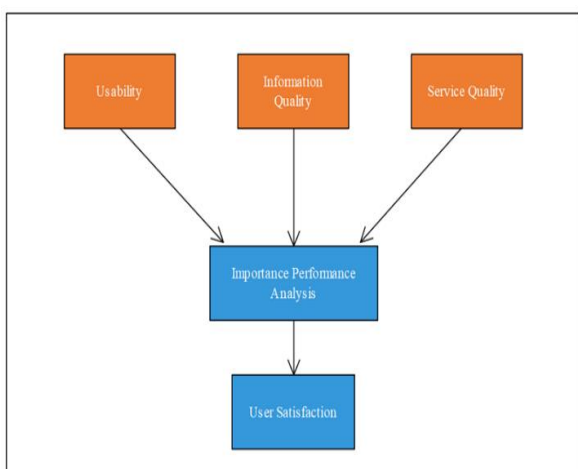 Usability
Information
Quality
Service Quality
Importance Performance
Analysis
User Satisfaction